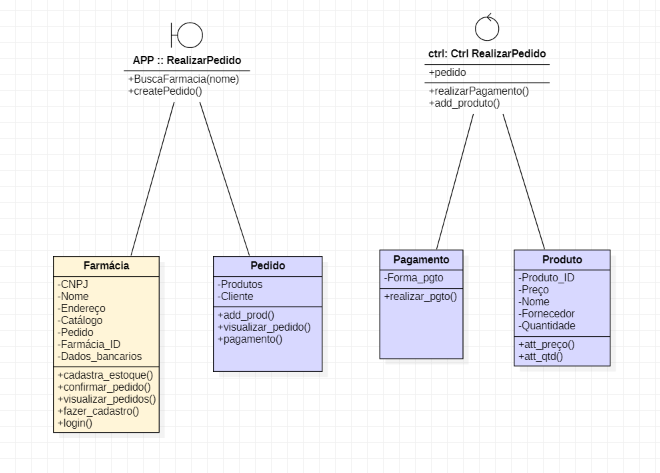 APP :: RealizarPedido
+BuscaFarmacia(nome)
+createPedido()
ctrl: Ctrl RealizarPedido
+pedido
+realizarPagamento()
+add_produto()
Farmácia
-CNPJ
-Nome
-Endereço
-Catálogo
-Pedido
-Farmácia_ID
-Dados_bancarios
+cadastra_estoque()
+confirmar_pedido()
+visualizar_pedidos()
+fazer_cadastro()
+login()
Pedido
-Produtos
-Cliente
+add_prod()
+visualizar_pedido()
+pagamento()
Pagamento
-Forma_pgto
+realizar_pgto()
Produto
-Produto_ID
-Preço
-Nome
-Fornecedor
-Quantidade
+att_preço()
+att_qtd()